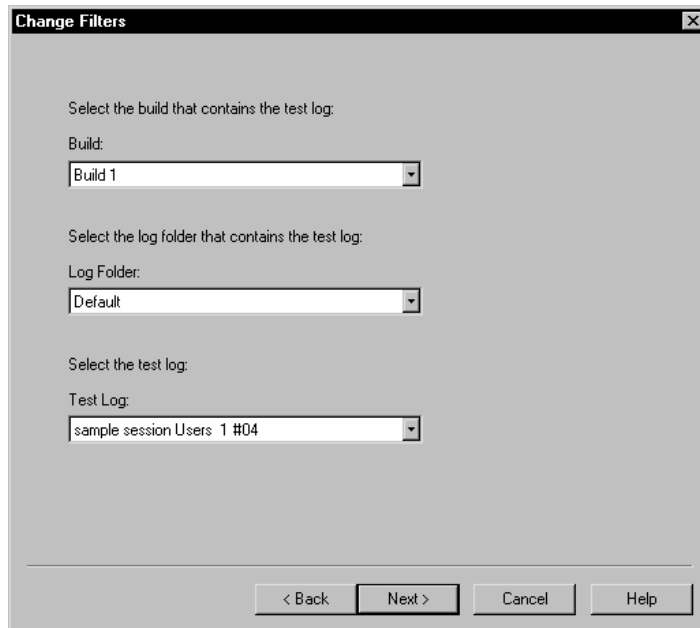 Change Filters
Select the build that contains the test log:
Build:
Build 1
Select the log folder that contains the test log:
Log Folder:
Default
Select the test log:
Test Log:
sample session Users  1 #04
< Back
Next >
Cancel
Help